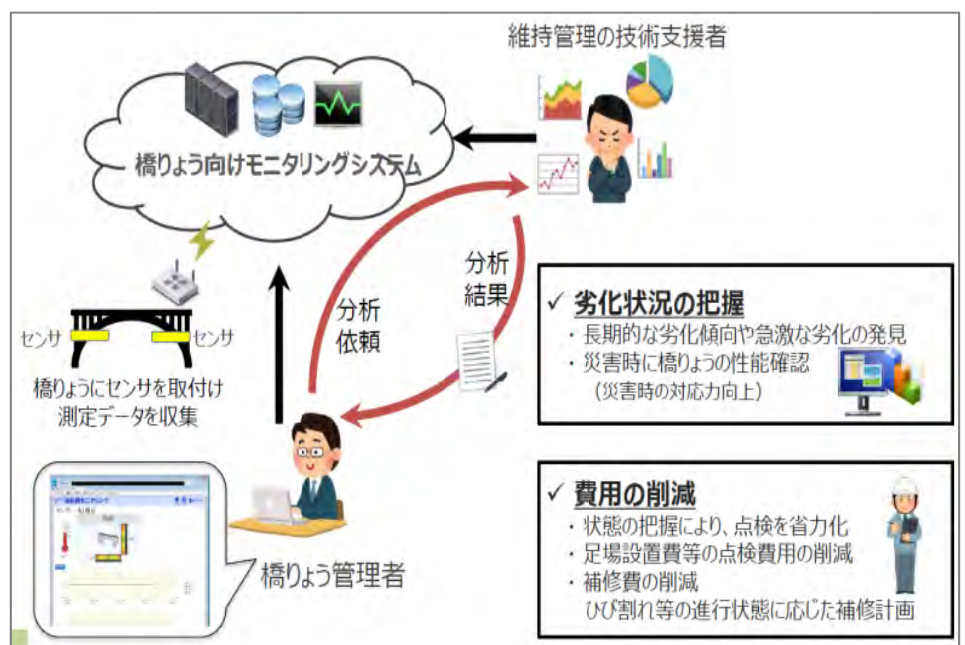 維持管理の技術支援者
橋りょう向けモニタリングシステム
分析
依頼
分析
結果
センサ
センサ
橋りょうにセンサを取付け
測定データを収集
橋りょう管理者
✓ 劣化状況の把握
・長期的な劣化傾向や急激な劣化の発見
・災害時に橋りょうの性能確認
(災害時の対応力向上)
✓ 費用の削減
・状態の把握により、点検を省力化
・足場設置費等の点検費用の削減
・補修費の削減
ひび割れ等の進行状態に応じた補修計画